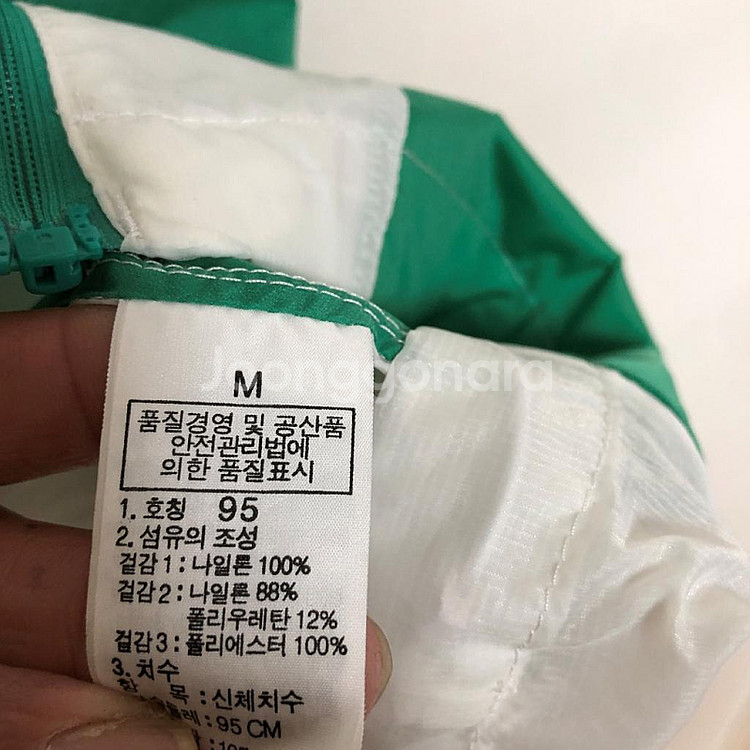 Joonggonara
M
품질경영 및 공산품
안전관리법에
의한 품질표시
1. 호칭 95
2. 섬유의 조성
겉감 1 : 나일론 100%
겉감 2 : 나일론 88%
폴리우레탄 12%
겉감 3 : 폴리에스터 100%
3. 치수
항 목 : 신체치수
: 95 CM